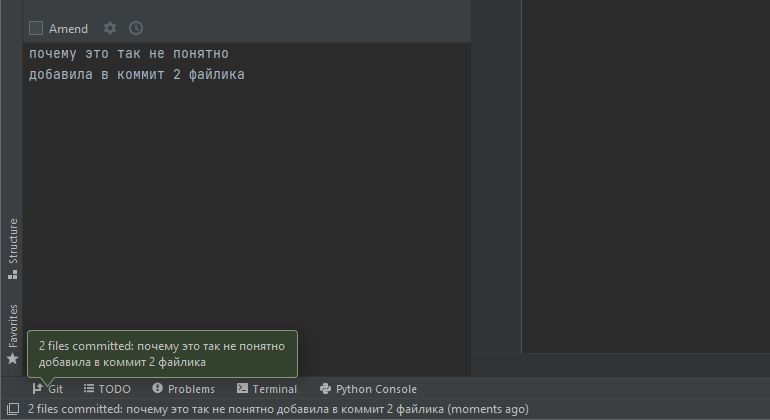 Amend
почему это так не понятно
добавила в коммит 2 файлика
Structure
Favorites
2 files committed: почему это так не понятно
добавила в коммит 2 файлика
Git TODO Problems Terminal Python Console
2 files committed: почему это так не понятно добавила в коммит 2 файлика (moments ago)